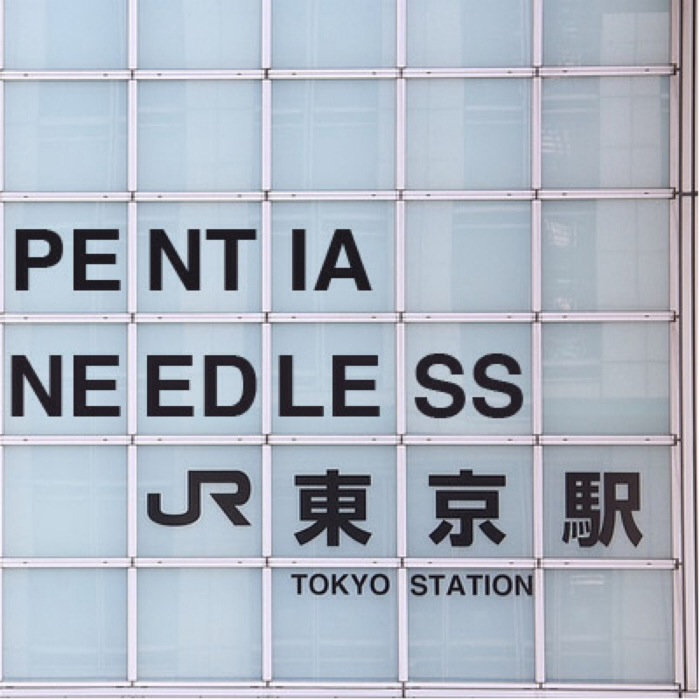 PENTIA
NEEDLESS
JR 東京駅
TOKYO STATION